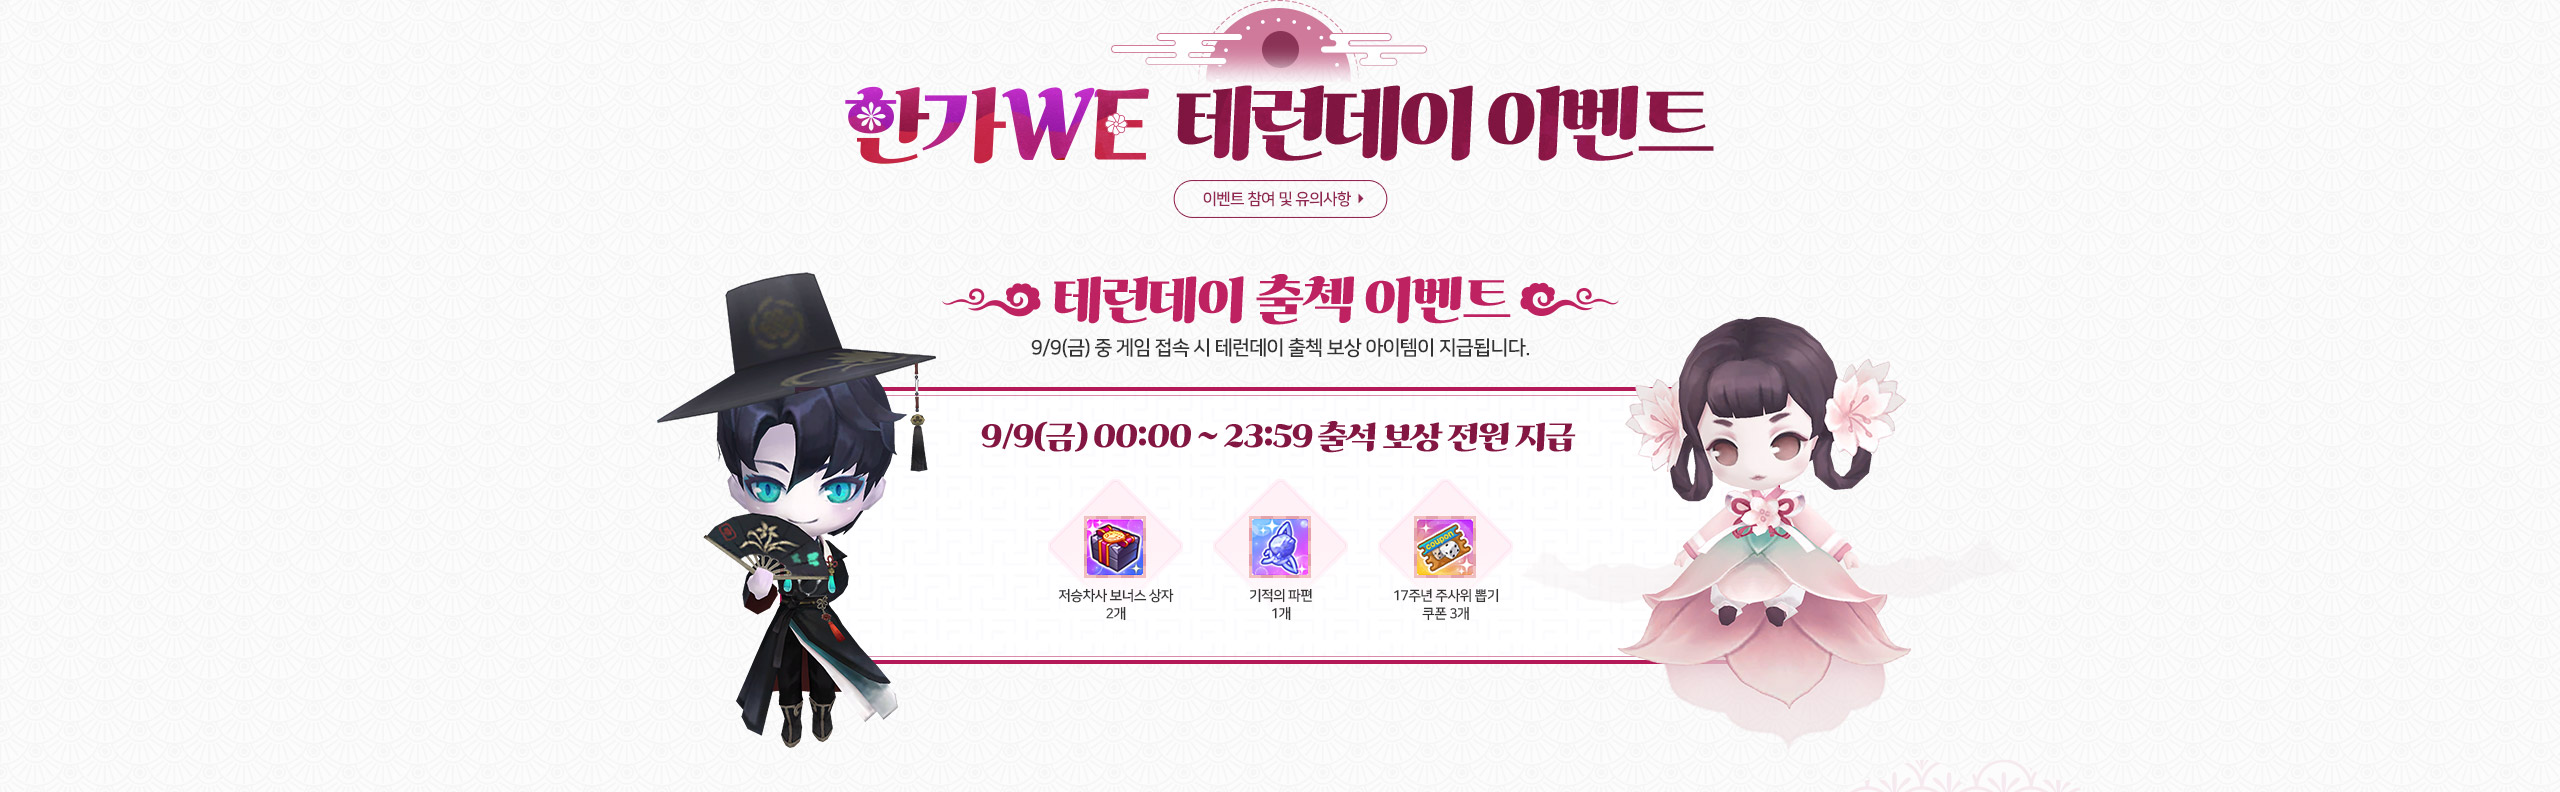 한가WE 테런데이 이벤트
이벤트 참여 및 유의사항
테런데이 출첵 이벤트
9/9(금) 중 게임 접속 시 테런데이 출첵 보상 아이템이 지급됩니다.
9/9(금) 00:00 ~ 23:59 출석 보상 전원 지급
COUPON
저승차사 보너스 상자
2개
기적의 파편
1개
17주년 주사위 뽑기
쿠폰 3개